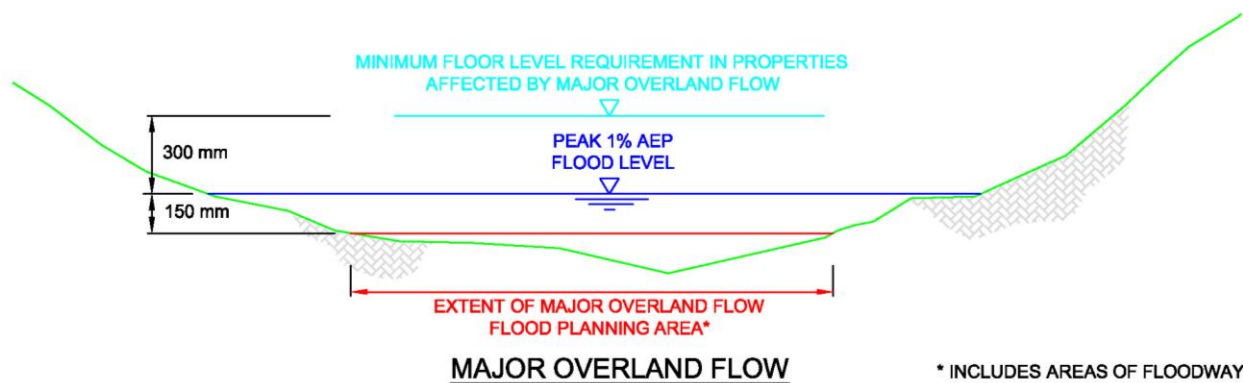 MINIMUM FLOOR LEVEL REQUIREMENT IN PROPERTIES
AFFECTED BY MAJOR OVERLAND FLOW
300 mm
PEAK 1% AEP
FLOOD LEVEL
150 mm
EXTENT OF MAJOR OVERLAND FLOW
FLOOD PLANNING AREA*
MAJOR OVERLAND FLOW
* INCLUDES AREAS OF FLOODWAY